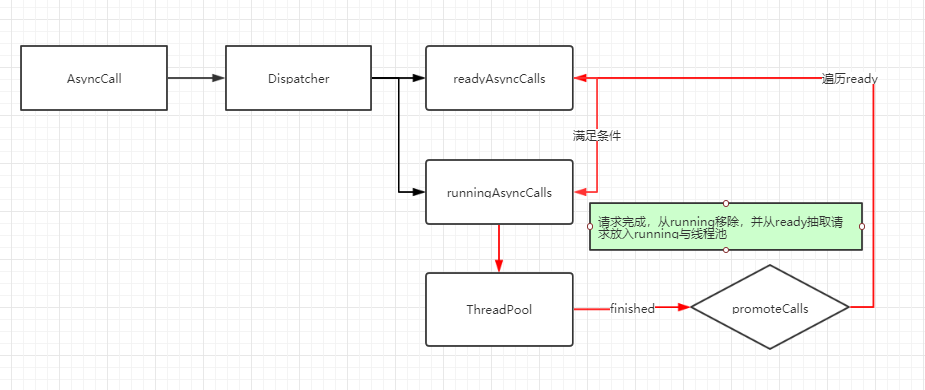 AsyncCall
Dispatcher
readyAsyncCalls
遍历ready
满足条件
runningAsyncCalls
请求完成，从running移除，并从ready抽取请
求放入running与线程池
ThreadPool
finished
promoteCalls